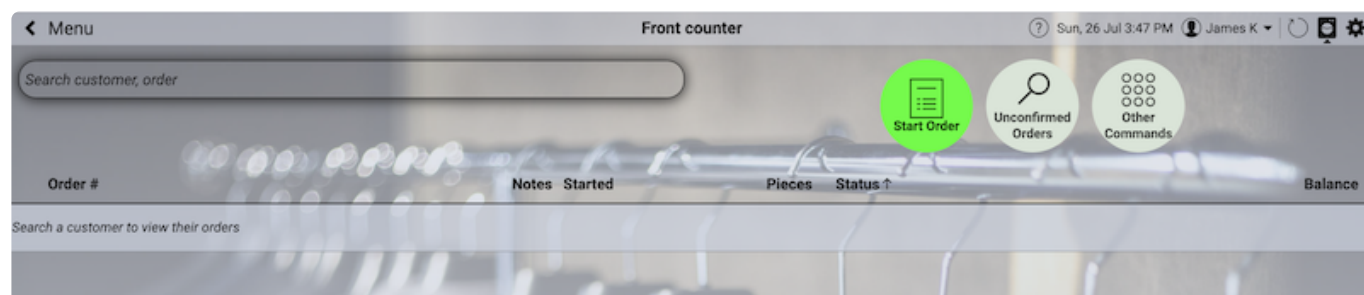 Menu
Front counter
? Sun, 26 Jul 3:47 PM James K
Search customer, order
Start Order
Unconfirmed
Orders
Other
Commands
Order # Notes Started Pieces Status↑ Balance
Search a customer to view their orders